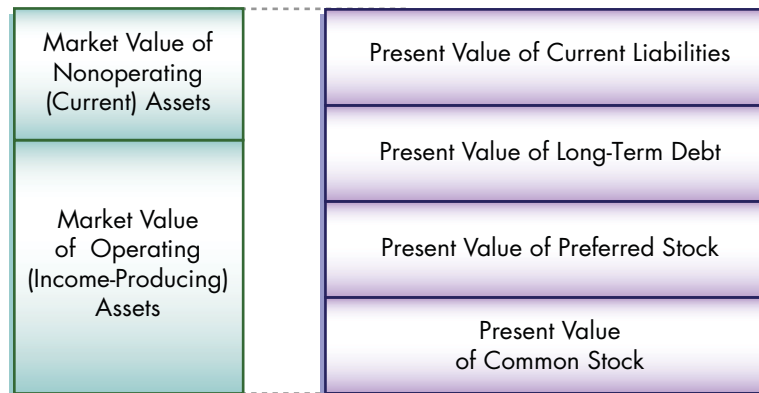 Market Value of
Nonoperating
(Current) Assets
Market Value
of Operating
(Income-Producing)
Assets
Present Value of Current Liabilities
Present Value of Long-Term Debt
Present Value of Preferred Stock
Present Value
of Common Stock